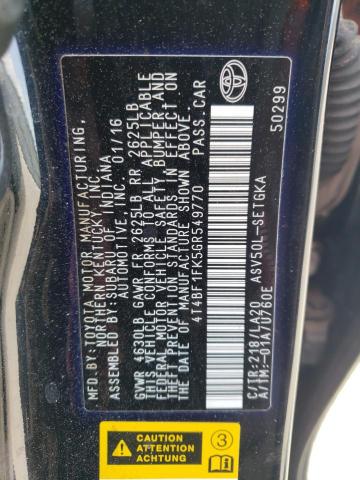 MFD. BY: TOYOTA MOTOR MANUFACTURING,
NORTHERN KENTUCKY, INC.
ASSEMBLED BY: SUBARU OF INDIANA
AUTOMOTIVE, INC. 01/16
GVWR 4630LB GAWR FR 2625LB RR 2625LB
THIS VEHICLE CONFORMS TO ALL APPLICABLE
FEDERAL MOTOR VEHICLE SAFETY, BUMPER AND
THEFT PREVENTION STANDARDS IN EFFECT ON
THE DATE OF MANUFACTURE SHOWN ABOVE.
4T4BF1FK5GR549770 PASS. CAR
C/TR:218/LA20 ASV50L-SETGKA
A/TM:-01A/U760E
50299
CAUTION
ACHTUNG
ATTENTION
3